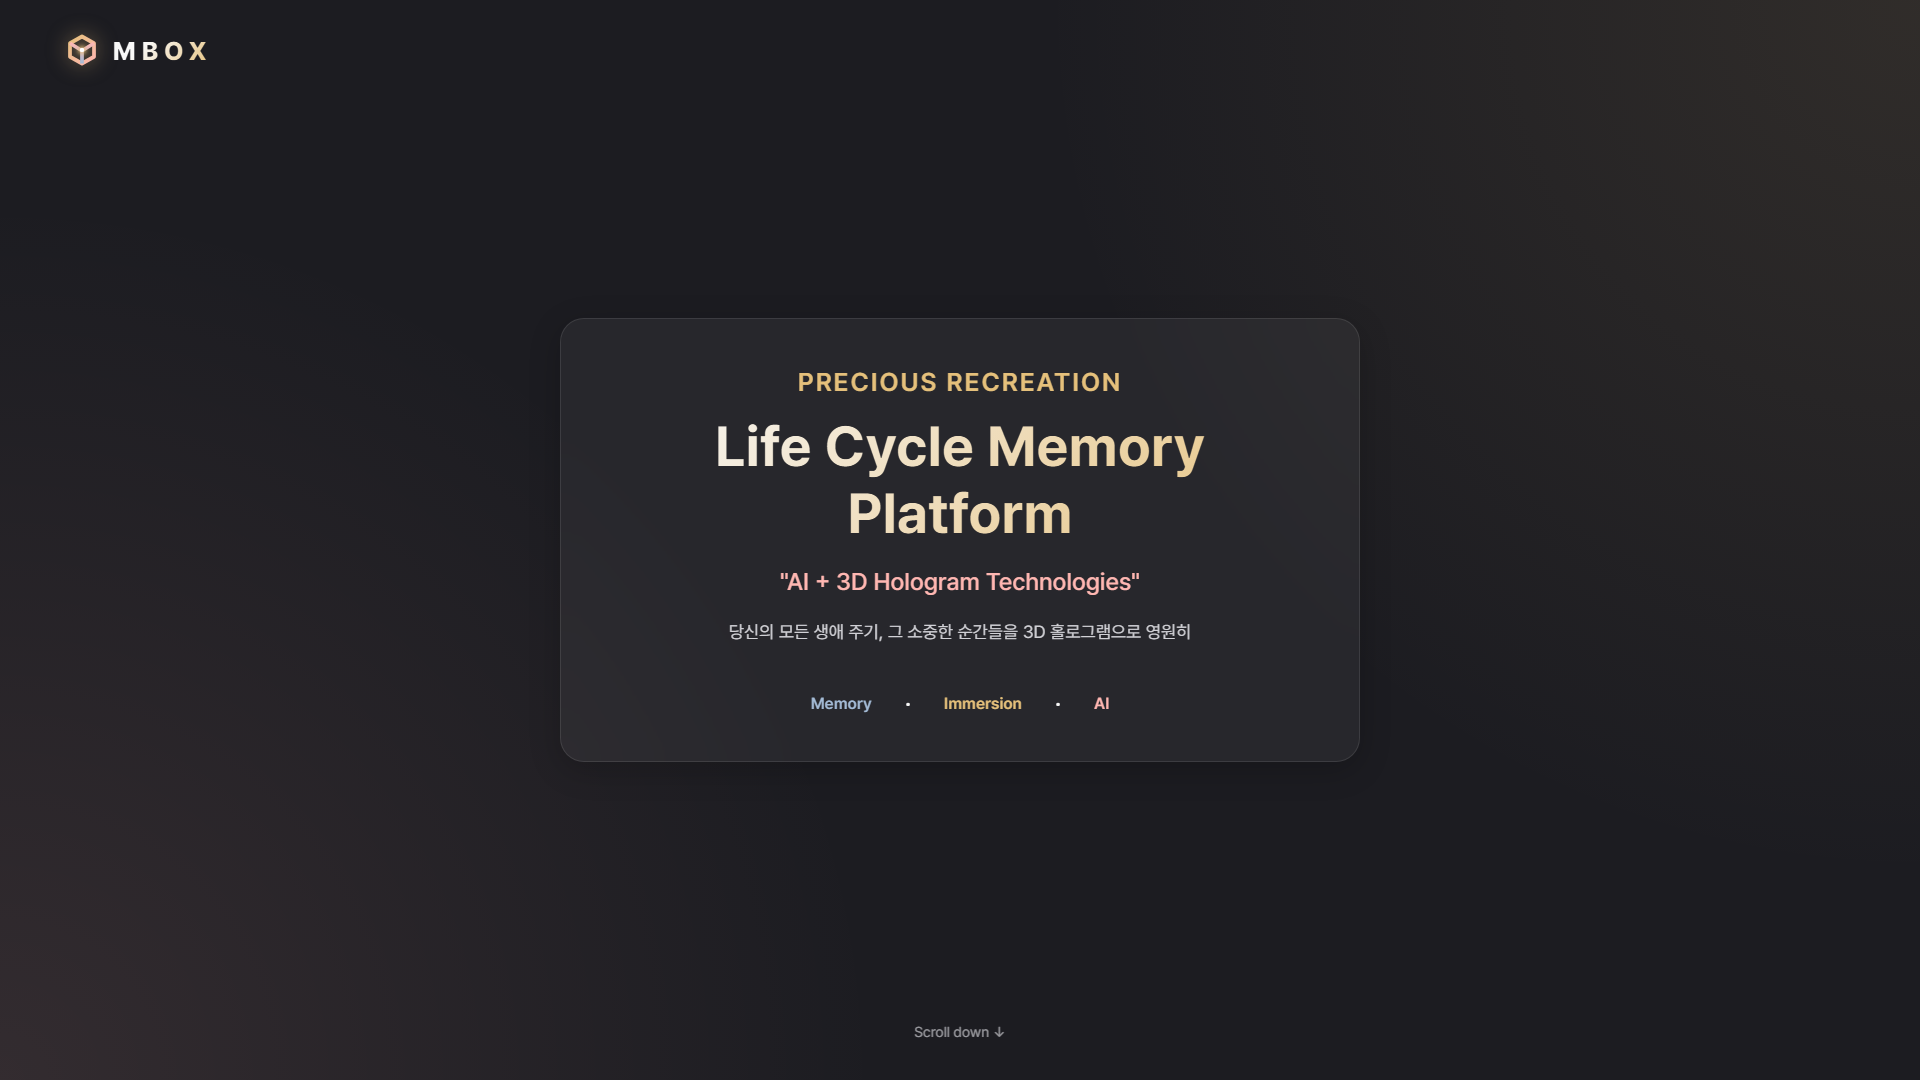 MBOX
PRECIOUS RECREATION
Life Cycle Memory
Platform
"AI + 3D Hologram Technologies"
당신의 모든 생애 주기, 그 소중한 순간들을 3D 홀로그램으로 영원히
Memory • Immersion • AI
Scroll down ↓